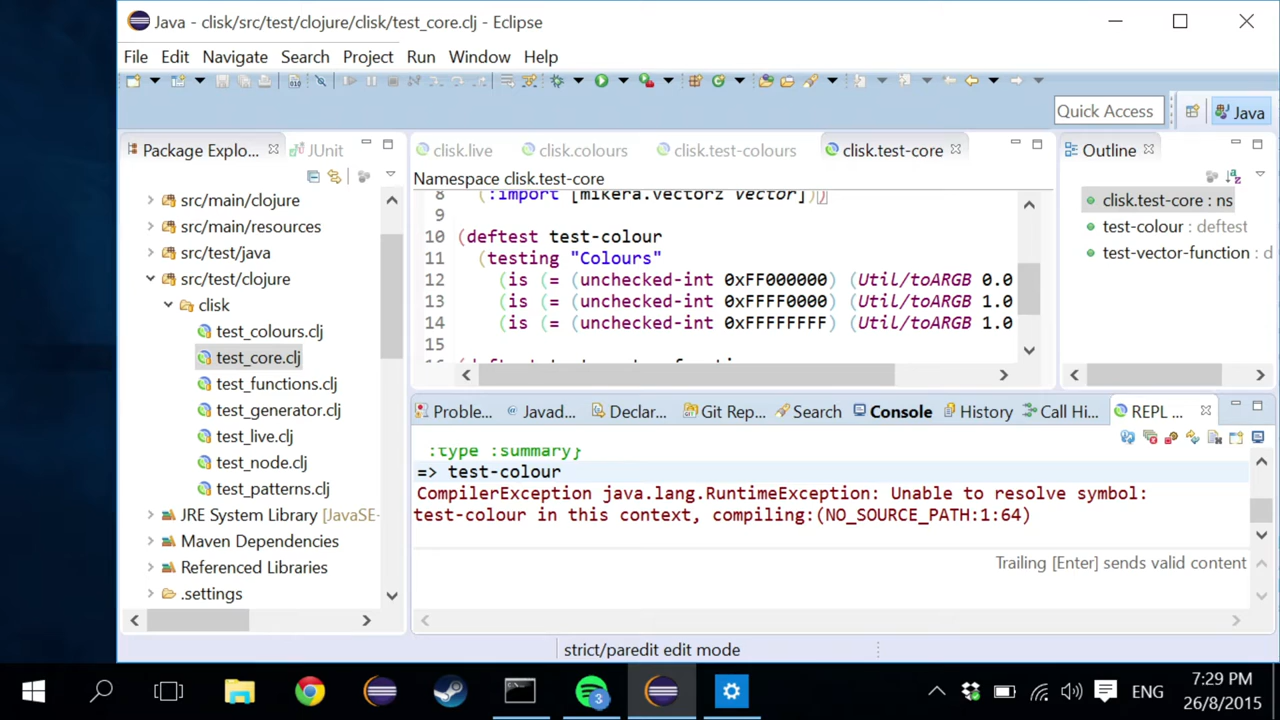 Java - clisk/src/test/clojure/clisk/test_core.clj - Eclipse
File Edit Navigate Search Project Run Window Help
Quick Access
Java
Package Explo...
JUnit
src/main/clojure
src/main/resources
src/test/java
src/test/clojure
clisk
test_colours.clj
test_core.clj
test_functions.clj
test_generator.clj
test_live.clj
test_node.clj
test_patterns.clj
JRE System Library [JavaSE-
Maven Dependencies
Referenced Libraries
.settings
clisk.live clisk.colours clisk.test-colours clisk.test-core
Namespace clisk.test-core
8 (:import [mikera.vectorz Vector]))
9
10 (deftest test-colour
11 (testing "Colours"
12 (is (= (unchecked-int 0xFF000000) (Util/toARGB 0.0
13 (is (= (unchecked-int 0xFFFF0000) (Util/toARGB 1.0
14 (is (= (unchecked-int 0xFFFFFFFF) (Util/toARGB 1.0
15
Outline
clisk.test-core : ns
test-colour : deftest
test-vector-function : d
Proble... Javad... Declar... Git Rep... Search Console History Call Hi... REPL ...
:type :summary}
=> test-colour
CompilerException java.lang.RuntimeException: Unable to resolve symbol:
test-colour in this context, compiling:(NO_SOURCE_PATH:1:64)
Trailing [Enter] sends valid content
strict/paredit edit mode
3
ENG
7:29 PM
26/8/2015